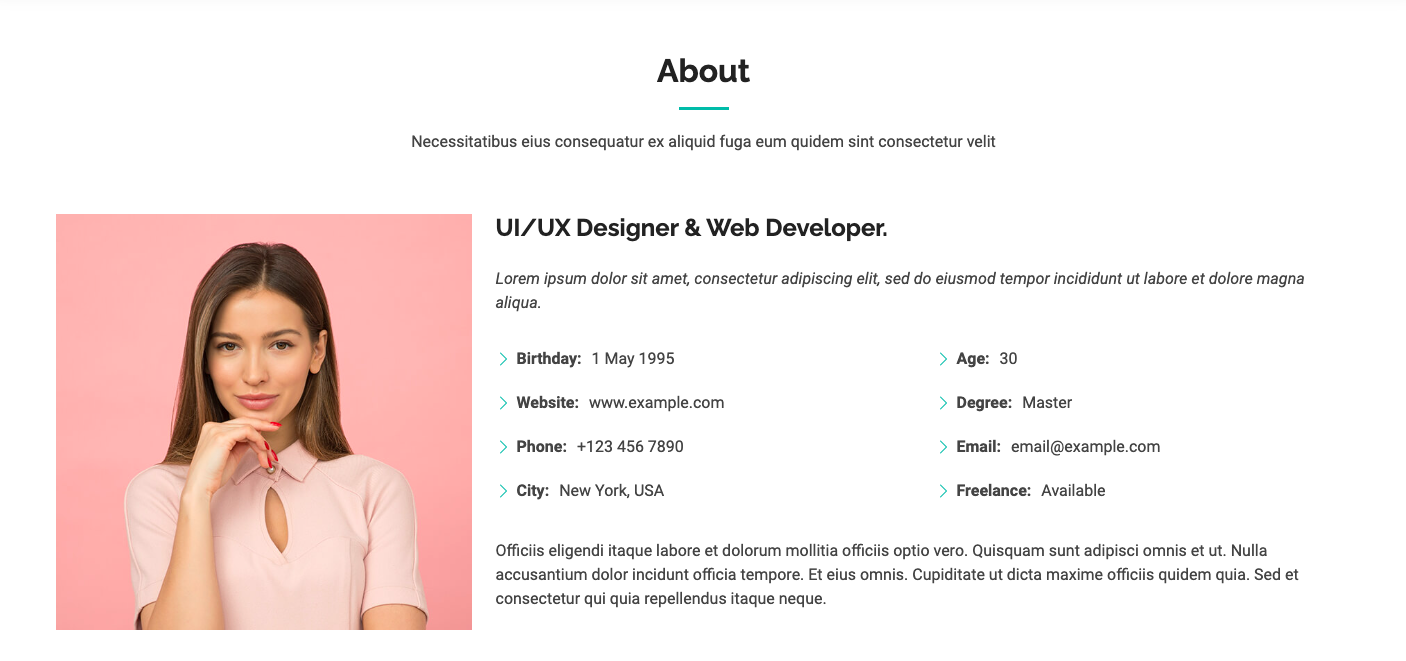 About
Necessitatibus eius consequatur ex aliquid fuga eum quidem sint consectetur velit
UI/UX Designer & Web Developer.
Lorem ipsum dolor sit amet, consectetur adipiscing elit, sed do eiusmod tempor incididunt ut labore et dolore magna
aliqua.
Birthday: 1 May 1995
Age: 30
Website: www.example.com
Degree: Master
Phone: +123 456 7890
Email: email@example.com
City: New York, USA
Freelance: Available
Officiis eligendi itaque labore et dolorum mollitia officiis optio vero. Quisquam sunt adipisci omnis et ut. Nulla
accusantium dolor incidunt officia tempore. Et eius omnis. Cupiditate ut dicta maxime officiis quidem quia. Sed et
consectetur qui quia repellendus itaque neque.